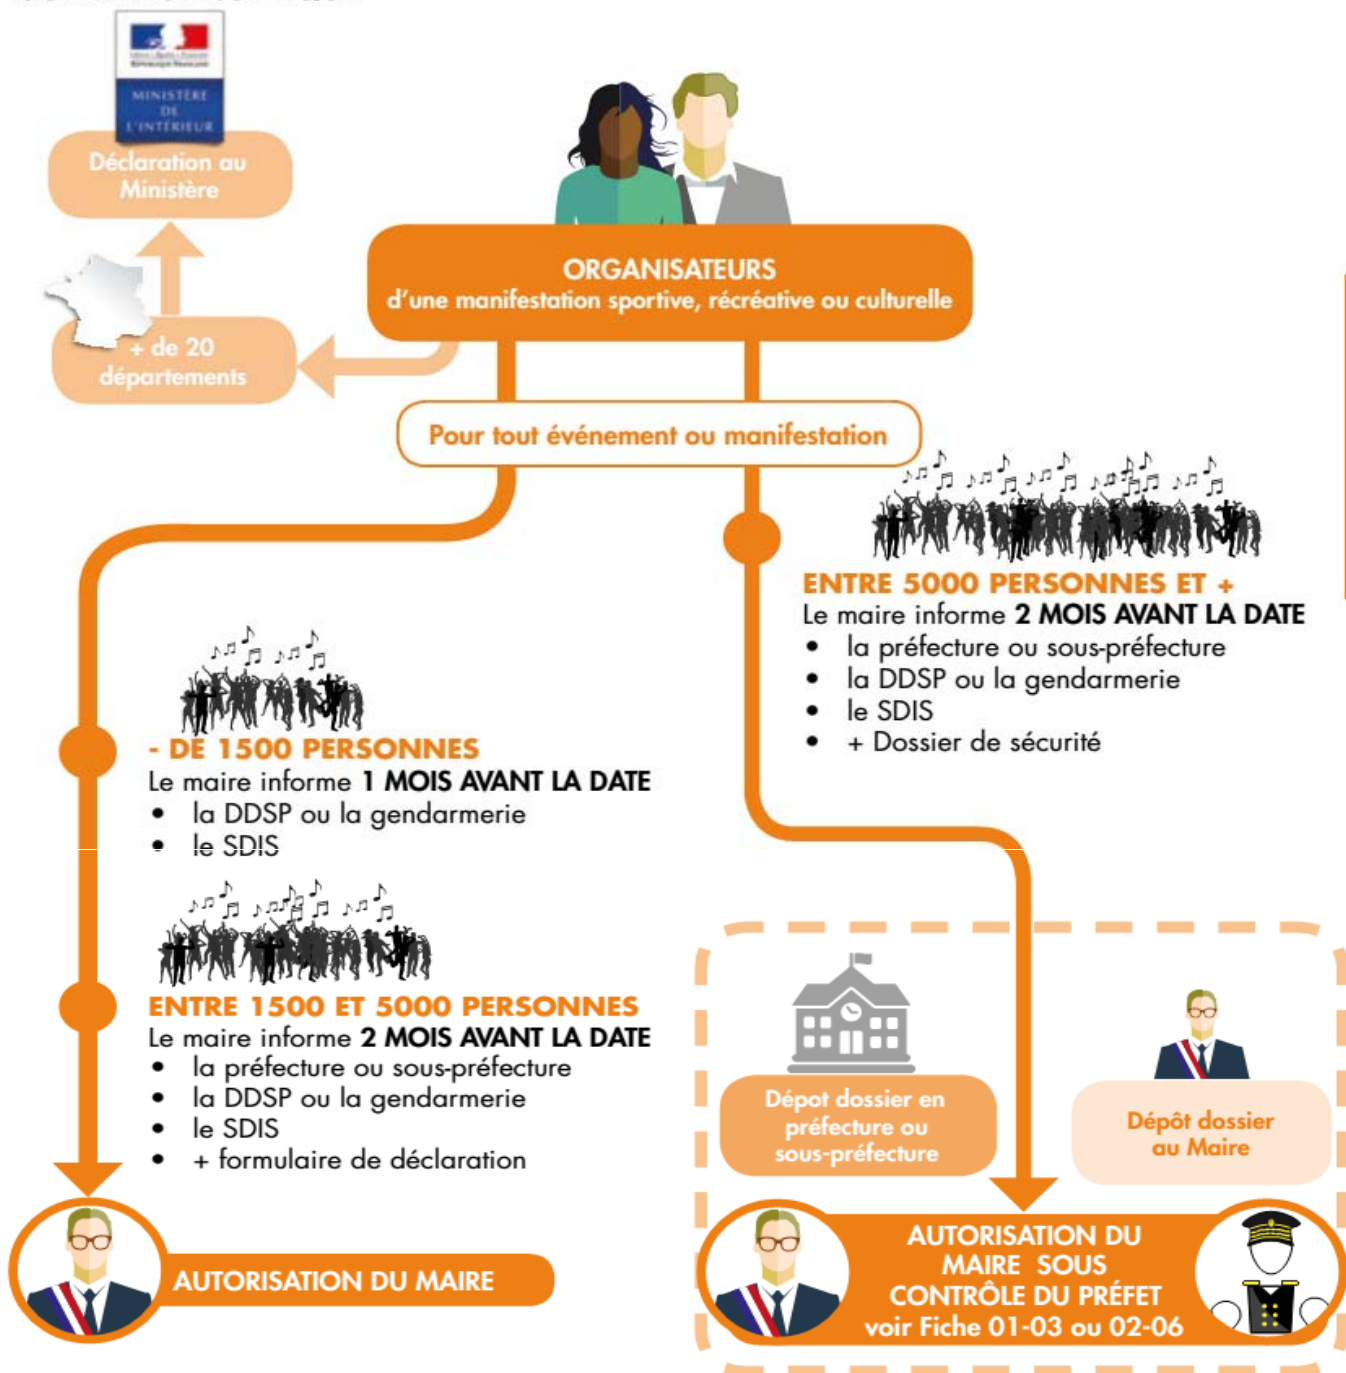 MINISTÈRE
DE
L'INTÉRIEUR
Déclaration au
Ministère
+ de 20
départements
ORGANISATEURS
d'une manifestation sportive, récréative ou culturelle
Pour tout événement ou manifestation
ENTRE 5000 PERSONNES ET +
Le maire informe 2 MOIS AVANT LA DATE
• la préfecture ou sous-préfecture
• la DDSP ou la gendarmerie
• le SDIS
• + Dossier de sécurité
- DE 1500 PERSONNES
Le maire informe 1 MOIS AVANT LA DATE
• la DDSP ou la gendarmerie
• le SDIS
ENTRE 1500 ET 5000 PERSONNES
Le maire informe 2 MOIS AVANT LA DATE
• la préfecture ou sous-préfecture
• la DDSP ou la gendarmerie
• le SDIS
• + formulaire de déclaration
AUTORISATION DU MAIRE
Dépot dossier en
préfecture ou
sous-préfecture
Dépôt dossier
au Maire
AUTORISATION DU
MAIRE SOUS
CONTRÔLE DU PRÉFET
voir Fiche 01-03 ou 02-06